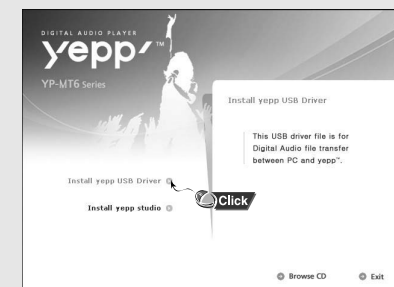 DIGITAL AUDIO PLAYER
yepp'™
YP-MT6 Series
Install yepp USB Driver
This USB driver file is for
Digital Audio file transfer
between PC and yepp™.
Install yepp USB Driver
Click
Install yepp studio
Browse CD
Exit